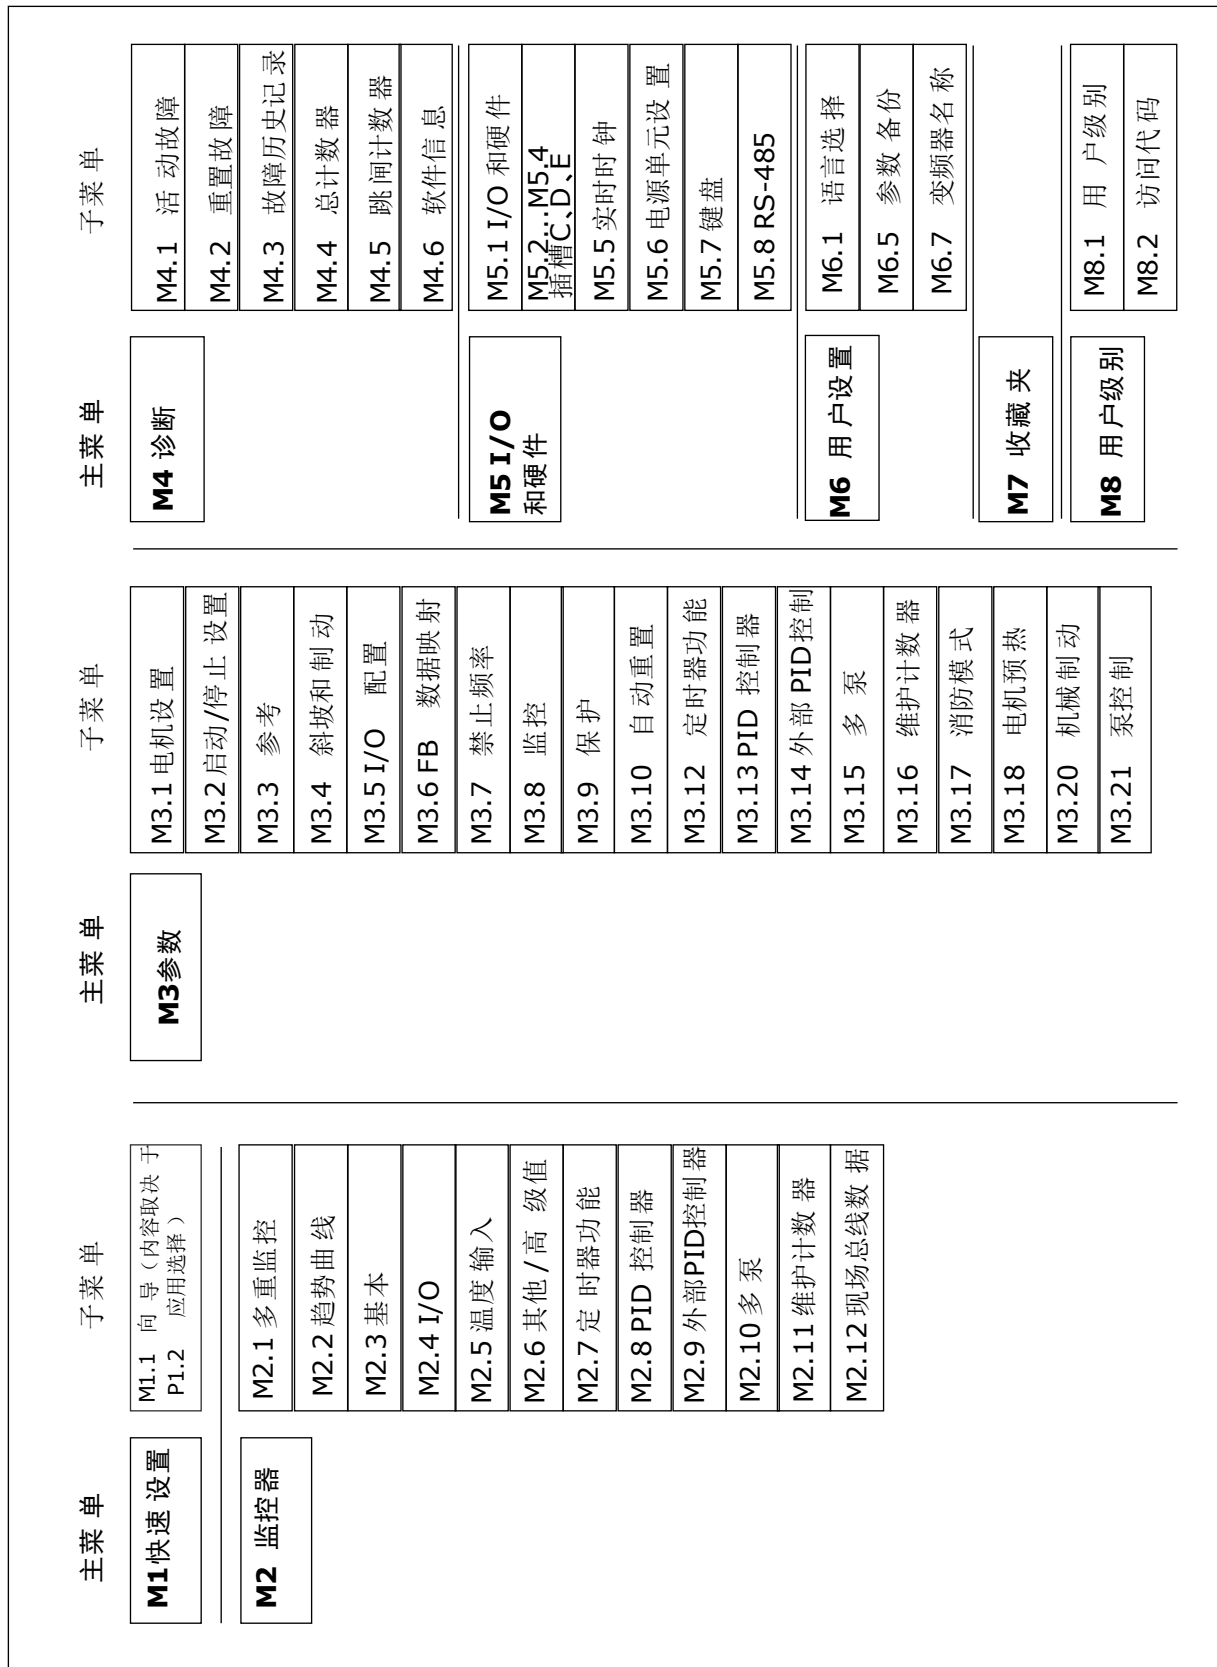 主菜单
子菜单
M1快速设置
M1.1 向导（内容取决于
P1.2 应用选择）
M2 监控器
M2.1 多重监控
M2.2 趋势曲线
M2.3 基本
M2.4 I/O
M2.5 温度输入
M2.6 其他/高级值
M2.7 定时器功能
M2.8 PID 控制器
M2.9 外部PID控制器
M2.10 多泵
M2.11 维护计数器
M2.12 现场总线数据
主菜单
子菜单
M3参数
M3.1 电机设置
M3.2 启动/停止设置
M3.3 参考
M3.4 斜坡和制动
M3.5 I/O 配置
M3.6 FB 数据映射
M3.7 禁止频率
M3.8 监控
M3.9 保护
M3.10 自动重置
M3.12 定时器功能
M3.13 PID 控制器
M3.14 外部 PID控制
M3.15 多泵
M3.16 维护计数器
M3.17 消防模式
M3.18 电机预热
M3.20 机械制动
M3.21 泵控制
主菜单
子菜单
M4 诊断
M4.1 活动故障
M4.2 重置故障
M4.3 故障历史记录
M4.4 总计数器
M4.5 跳闸计数器
M4.6 软件信息
M5 I/O
和硬件
M5.1 I/O 和硬件
M5.2...M5.4
插槽C、D、E
M5.5 实时时钟
M5.6 电源单元设置
M5.7 键盘
M5.8 RS-485
M6 用户设置
M6.1 语言选择
M6.5 参数备份
M6.7 变频器名称
M7 收藏夹
M8 用户级别
M8.1 用户级别
M8.2 访问代码